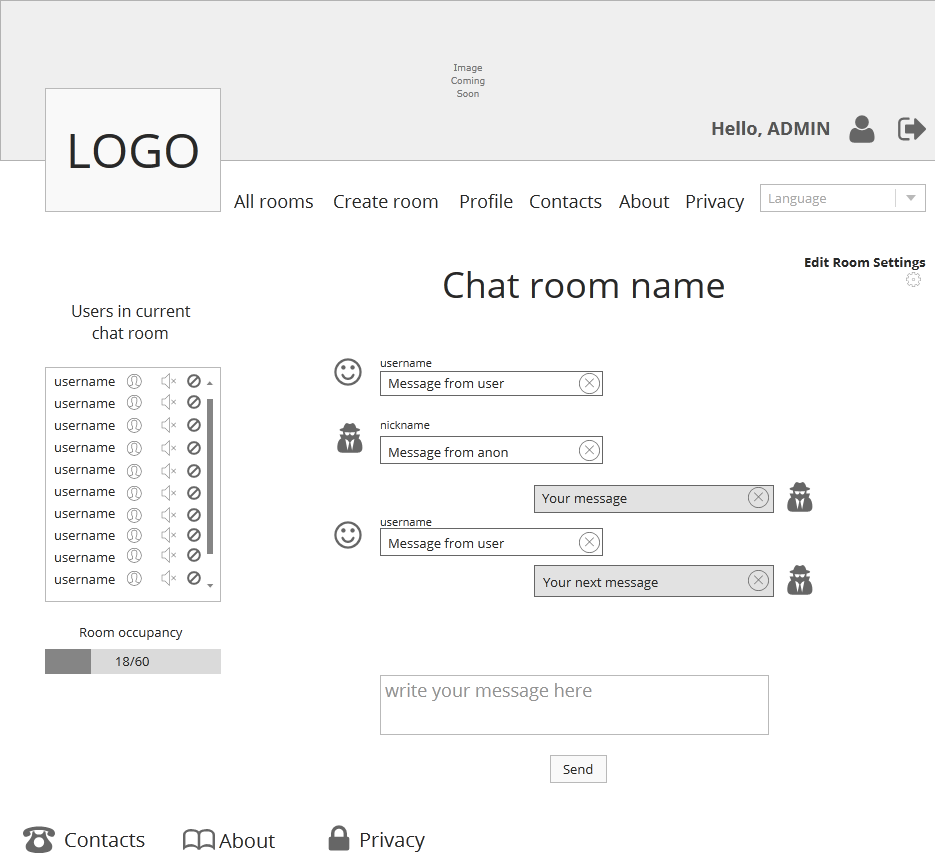 Image
Coming
Soon
Hello, ADMIN
LOGO
All rooms Create room Profile Contacts About Privacy Language
Edit Room Settings
Chat room name
Users in current
chat room
username
username
username
username
username
username
username
username
username
username
Room occupancy
18/60
username
Message from user
nickname
Message from anon
Your message
username
Message from user
Your next message
write your message here
Send
Contacts About Privacy